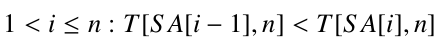 1 < i ≤ n : T[SA[i − 1], n] < T[SA[i], n]